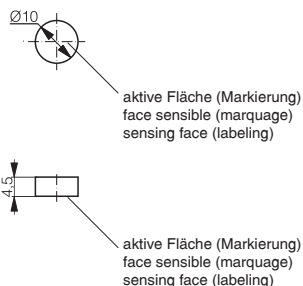 Ø10
aktive Fläche (Markierung)
face sensible (marquage)
sensing face (labeling)
4,5
aktive Fläche (Markierung)
face sensible (marquage)
sensing face (labeling)